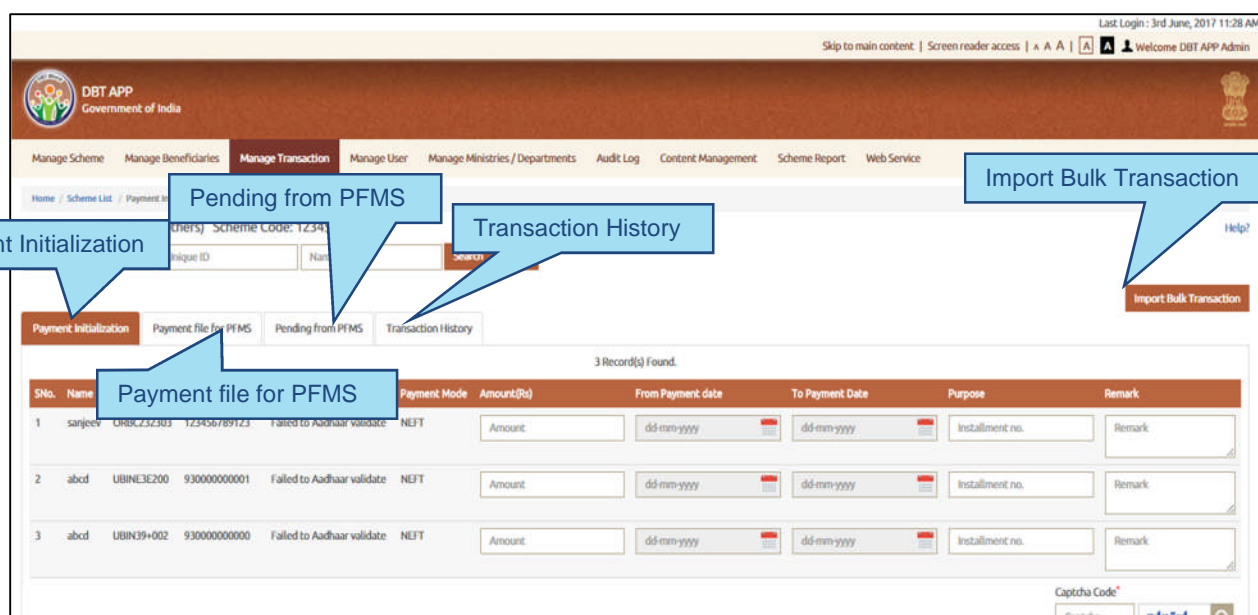 Last Login : 3rd June, 2017 11:28 AM
Skip to main content | Screen reader access | A A A | A A Welcome DBT APP Admin
DBT APP
Government of India
Manage Scheme Manage Beneficiaries Manage Transaction Manage User Manage Ministries / Departments Audit Log Content Management Scheme Report Web Service
Import Bulk Transaction
Home / Scheme List / Payment In
Pending from PFMS
Transaction History
hers) Scheme Code: 12345
Help?
nt Initialization
nique ID Nam Search
Import Bulk Transaction
Payment Initialization Payment file for PFMS Pending from PFMS Transaction History
3 Record(s) Found.
Payment file for PFMS
SNo. Name Payment Mode Amount(Rs) From Payment date To Payment Date Purpose Remark
1 sanjeev ORBC232303 123456789123 Failed to Aadhaar validate NEFT Amount dd-mm-yyyy dd-mm-yyyy Installment no. Remark
2 abcd UBINE3E200 930000000001 Failed to Aadhaar validate NEFT Amount dd-mm-yyyy dd-mm-yyyy Installment no. Remark
3 abcd UBIN39+002 930000000000 Failed to Aadhaar validate NEFT Amount dd-mm-yyyy dd-mm-yyyy Installment no. Remark
Captcha Code*